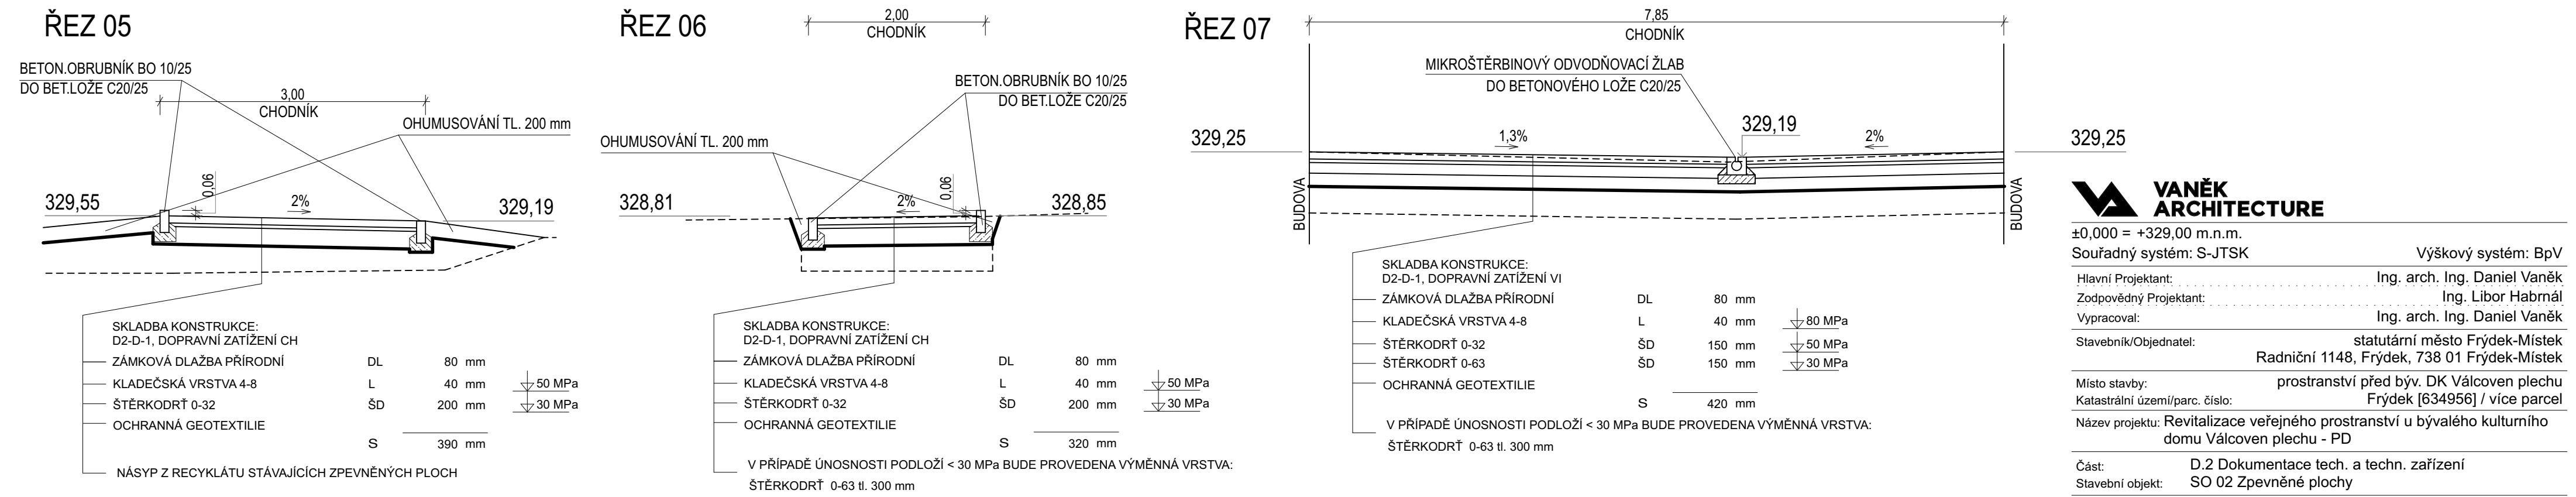 ŘEZ 05
BETON.OBRUBNÍK BO 10/25
DO BET.LOŽE C20/25
3,00
CHODNÍK
OHUMUSOVÁNÍ TL. 200 mm
0,06
2%
329,55
329,19
SKLADBA KONSTRUKCE:
D2-D-1, DOPRAVNÍ ZATÍŽENÍ CH
ZÁMKOVÁ DLAŽBA PŘÍRODNÍ DL 80 mm
KLADEČSKÁ VRSTVA 4-8 L 40 mm 50 MPa
ŠTĚRKODRŤ 0-32 ŠD 200 mm 30 MPa
OCHRANNÁ GEOTEXTILIE
S 390 mm
NÁSYP Z RECYKLÁTU STÁVAJÍCÍCH ZPEVNĚNÝCH PLOCH
ŘEZ 06
2,00
CHODNÍK
BETON.OBRUBNÍK BO 10/25
DO BET.LOŽE C20/25
OHUMUSOVÁNÍ TL. 200 mm
0,06
2%
328,81
328,85
SKLADBA KONSTRUKCE:
D2-D-1, DOPRAVNÍ ZATÍŽENÍ CH
ZÁMKOVÁ DLAŽBA PŘÍRODNÍ DL 80 mm
KLADEČSKÁ VRSTVA 4-8 L 40 mm 50 MPa
ŠTĚRKODRŤ 0-32 ŠD 200 mm 30 MPa
OCHRANNÁ GEOTEXTILIE
S 320 mm
V PŘÍPADĚ ÚNOSNOSTI PODLOŽÍ < 30 MPa BUDE PROVEDENA VÝMĚNNÁ VRSTVA:
ŠTĚRKODRŤ 0-63 tl. 300 mm
ŘEZ 07
7,85
CHODNÍK
MIKROŠTĚRBINOVÝ ODVODŇOVACÍ ŽLAB
DO BETONOVÉHO LOŽE C20/25
329,25
1,3%
329,19
2%
329,25
BUDOVA
BUDOVA
SKLADBA KONSTRUKCE:
D2-D-1, DOPRAVNÍ ZATÍŽENÍ VI
ZÁMKOVÁ DLAŽBA PŘÍRODNÍ DL 80 mm
KLADEČSKÁ VRSTVA 4-8 L 40 mm 80 MPa
ŠTĚRKODRŤ 0-32 ŠD 150 mm 50 MPa
ŠTĚRKODRŤ 0-63 ŠD 150 mm 30 MPa
OCHRANNÁ GEOTEXTILIE
S 420 mm
V PŘÍPADĚ ÚNOSNOSTI PODLOŽÍ < 30 MPa BUDE PROVEDENA VÝMĚNNÁ VRSTVA:
ŠTĚRKODRŤ 0-63 tl. 300 mm
VANĚK
ARCHITECTURE
±0,000 = +329,00 m.n.m.
Souřadný systém: S-JTSK Výškový systém: BpV
Hlavní Projektant: Ing. arch. Ing. Daniel Vaněk
Zodpovědný Projektant: Ing. Libor Habrnál
Vypracoval: Ing. arch. Ing. Daniel Vaněk
Stavebník/Objednatel: statutární město Frýdek-Místek
Radniční 1148, Frýdek, 738 01 Frýdek-Místek
Místo stavby: prostranství před býv. DK Válcoven plechu
Katastrální území/parc. číslo: Frýdek [634956] / více parcel
Název projektu: Revitalizace veřejného prostranství u bývalého kulturního
domu Válcoven plechu - PD
Část: D.2 Dokumentace tech. a techn. zařízení
Stavební objekt: SO 02 Zpevněné plochy